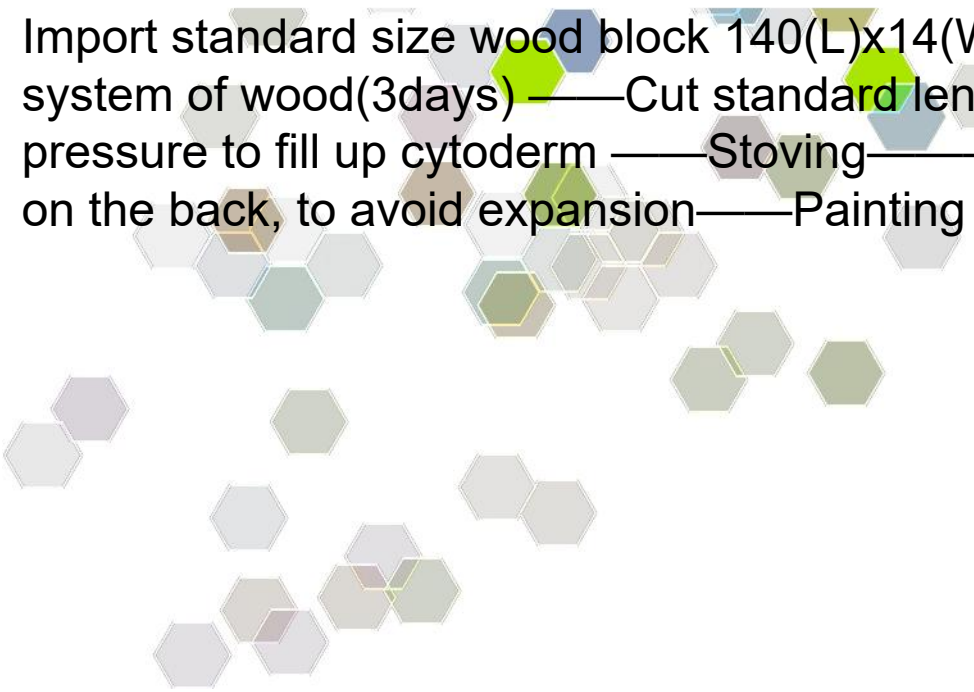 Import standard size wood block 140(L)x14(W
system of wood(3days) ——Cut standard len
pressure to fill up cytoderm ——Stoving——
on the back, to avoid expansion——Painting